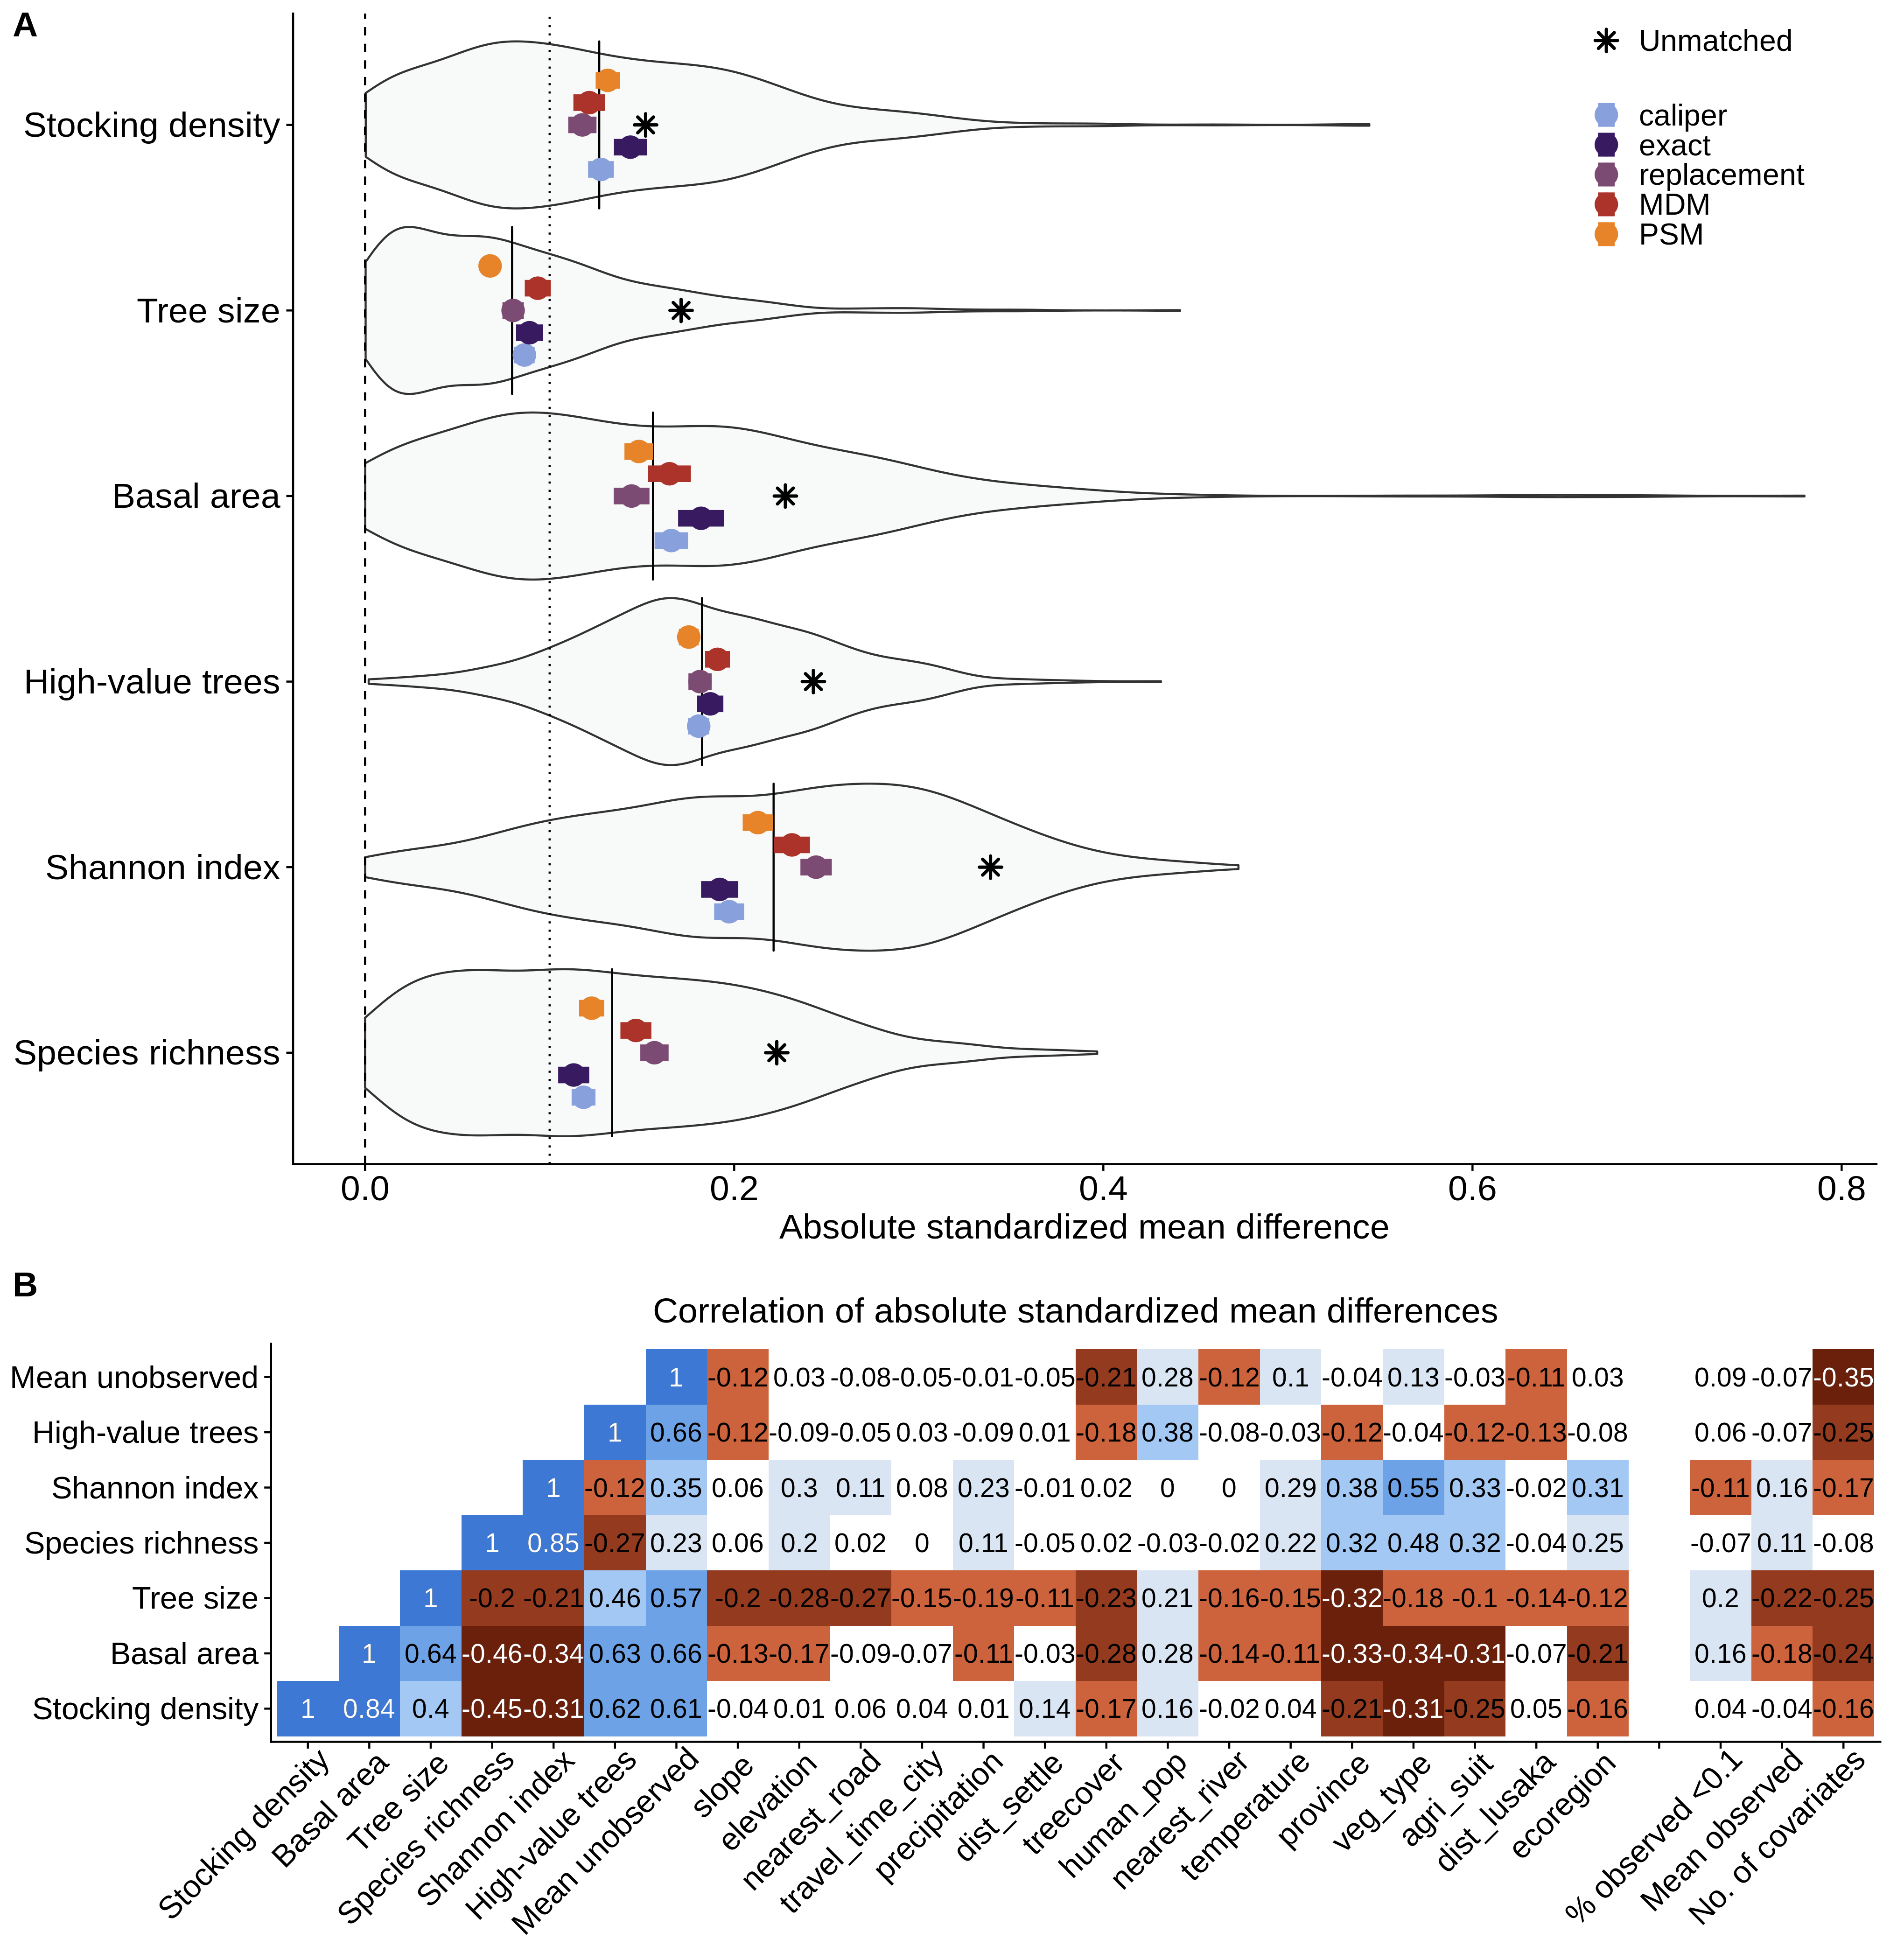 A
Unmatched
caliper
exact
replacement
MDM
PSM
Stocking density
Tree size
Basal area
High-value trees
Shannon index
Species richness
0.0 0.2 0.4 0.6 0.8
Absolute standardized mean difference
B
Correlation of absolute standardized mean differences
Mean unobserved 1 -0.12 0.03 -0.08 -0.05 -0.01 -0.05 -0.21 0.28 -0.12 0.1 -0.04 0.13 -0.03 -0.11 0.03 0.09 -0.07 -0.35
High-value trees 1 0.66 -0.12 -0.09 -0.05 0.03 -0.09 0.01 -0.18 0.38 -0.08 -0.03 -0.12 -0.04 -0.12 -0.13 -0.08 0.06 -0.07 -0.25
Shannon index 1 -0.12 0.35 0.06 0.3 0.11 0.08 0.23 -0.01 0.02 0 0 0.29 0.38 0.55 0.33 -0.02 0.31 -0.11 0.16 -0.17
Species richness 1 0.85 -0.27 0.23 0.06 0.2 0.02 0 0.11 -0.05 0.02 -0.03 -0.02 0.22 0.32 0.48 0.32 -0.04 0.25 -0.07 0.11 -0.08
Tree size 1 -0.2 -0.21 0.46 0.57 -0.2 -0.28 -0.27 -0.15 -0.19 -0.11 -0.23 0.21 -0.16 -0.15 -0.32 -0.18 -0.1 -0.14 -0.12 0.2 -0.22 -0.25
Basal area 1 0.64 -0.46 -0.34 0.63 0.66 -0.13 -0.17 -0.09 -0.07 -0.11 -0.03 -0.28 0.28 -0.14 -0.11 -0.33 -0.34 -0.31 -0.07 -0.21 0.16 -0.18 -0.24
Stocking density 1 0.84 0.4 -0.45 -0.31 0.62 0.61 -0.04 0.01 0.06 0.04 0.01 0.14 -0.17 0.16 -0.02 0.04 -0.21 -0.31 -0.25 0.05 -0.16 0.04 -0.04 -0.16
Stocking density
Basal area
Tree size
Species richness
Shannon index
High-value trees
Mean unobserved
slope
elevation
nearest_road
travel_time_city
precipitation
dist_settle
treecover
human_pop
nearest_river
temperature
province
veg_type
agri_suit
dist_lusaka
ecoregion
% observed <0.1
Mean observed
No. of covariates